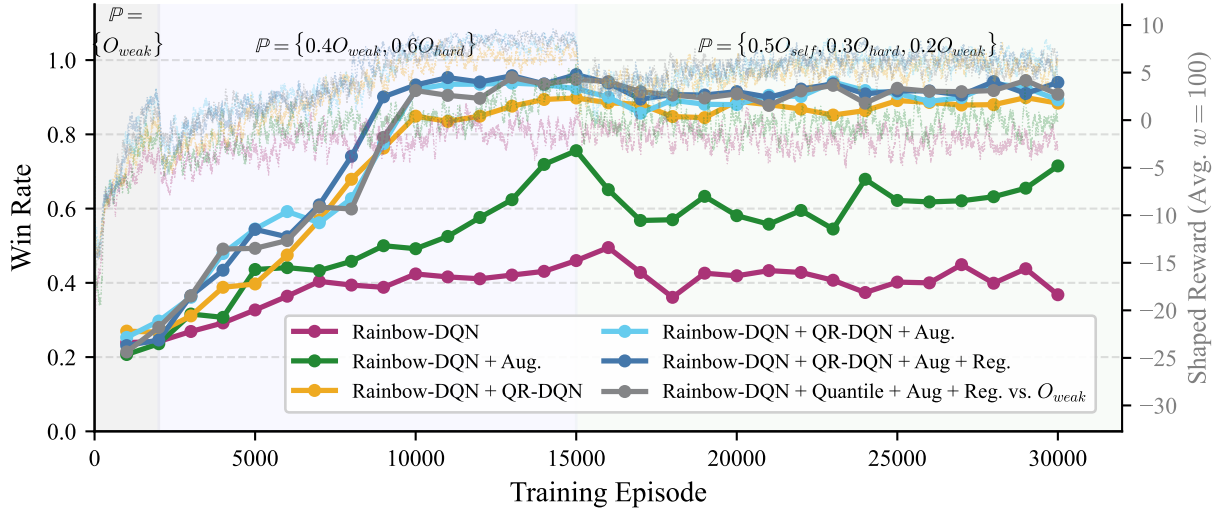 ℙ =
{O_weak}
ℙ = {0.4O_weak, 0.6O_hard}
ℙ = {0.5O_self, 0.3O_hard, 0.2O_weak}
Win Rate
1.0
0.8
0.6
0.4
0.2
0.0
10
5
0
−5
−10
−15
−20
−25
−30
Shaped Reward (Avg. w = 100)
Rainbow-DQN
Rainbow-DQN + Aug.
Rainbow-DQN + QR-DQN
Rainbow-DQN + QR-DQN + Aug.
Rainbow-DQN + QR-DQN + Aug + Reg.
Rainbow-DQN + Quantile + Aug + Reg. vs. O_weak
0 5000 10000 15000 20000 25000 30000
Training Episode